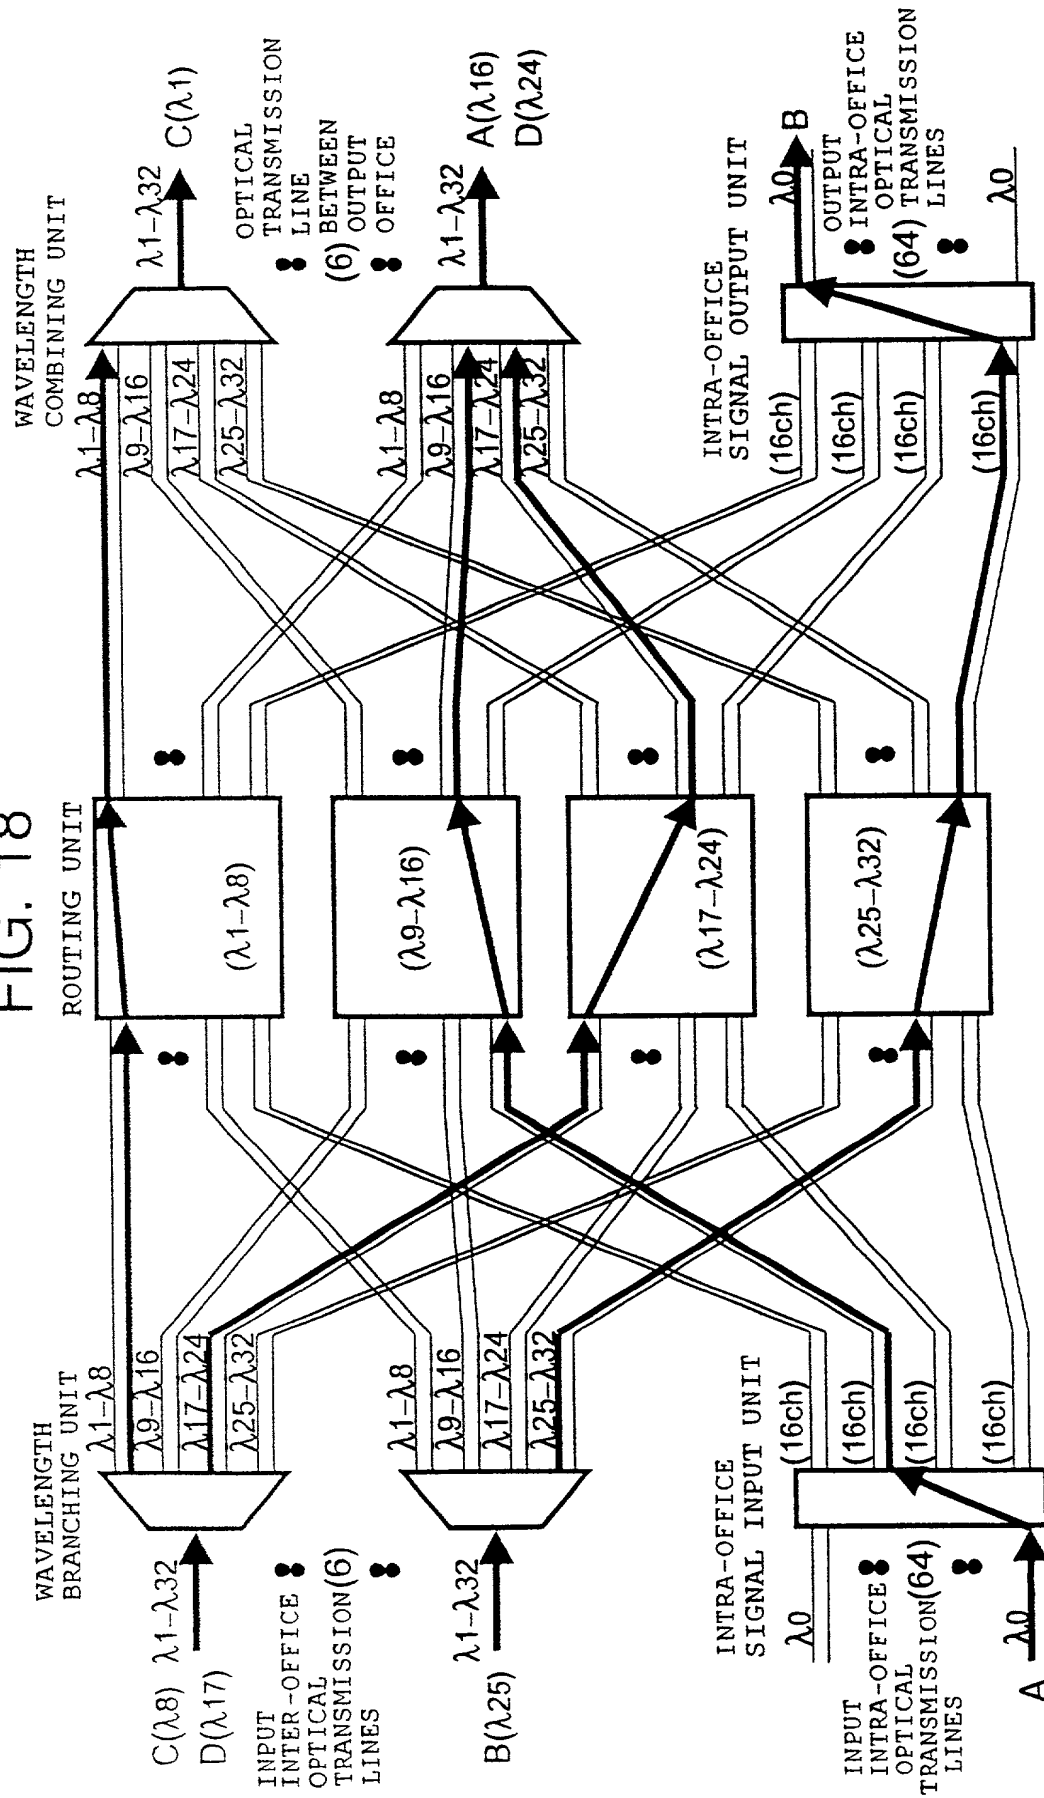 FIG. 18
WAVELENGTH
BRANCHING UNIT
ROUTING UNIT
WAVELENGTH
COMBINING UNIT
C(λ8) λ1−λ32
D(λ17)
λ1−λ8
λ9−λ16
λ17−λ24
λ25−λ32
(λ1−λ8)
λ1−λ8
λ9−λ16
λ17−λ24
λ25−λ32
λ1−λ32
C(λ1)
INPUT
INTER-OFFICE
OPTICAL
TRANSMISSION(6)
LINES
(λ9−λ16)
OPTICAL
TRANSMISSION
LINE
(6) BETWEEN
OUTPUT
OFFICE
λ1−λ32
B(λ25)
λ1−λ8
λ9−λ16
λ17−λ24
λ25−λ32
(λ17−λ24)
λ1−λ8
λ9−λ16
λ17−λ24
λ25−λ32
λ1−λ32
A(λ16)
D(λ24)
INTRA-OFFICE
SIGNAL INPUT UNIT
λ0
INPUT
INTRA-OFFICE
OPTICAL
TRANSMISSION(64)
LINES
λ0
A
(16ch)
(16ch)
(16ch)
(16ch)
(λ25−λ32)
INTRA-OFFICE
SIGNAL OUTPUT UNIT
(16ch)
(16ch)
(16ch)
(16ch)
λ0
B
OUTPUT
INTRA-OFFICE
OPTICAL
(64) TRANSMISSION
LINES
λ0